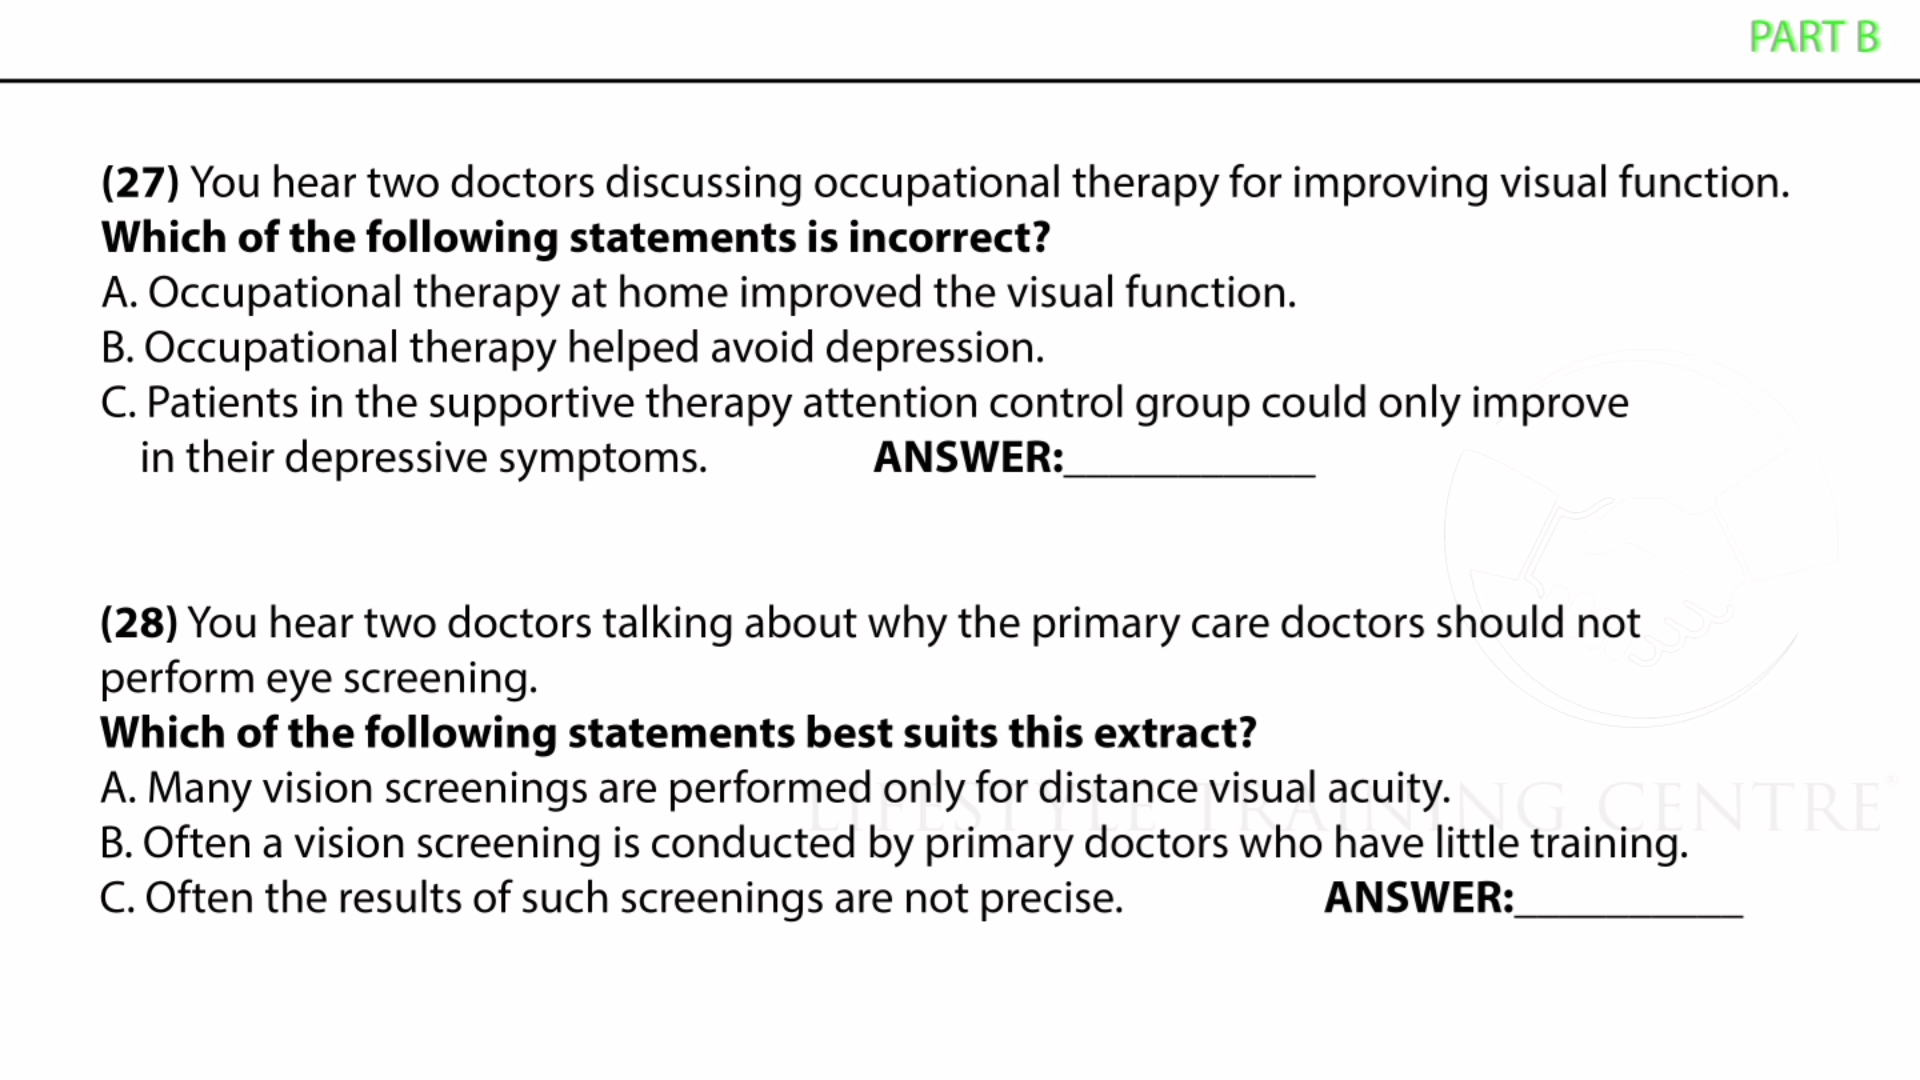 PART B
(27) You hear two doctors discussing occupational therapy for improving visual function.
Which of the following statements is incorrect?
A. Occupational therapy at home improved the visual function.
B. Occupational therapy helped avoid depression.
C. Patients in the supportive therapy attention control group could only improve
in their depressive symptoms. ANSWER:___________
(28) You hear two doctors talking about why the primary care doctors should not
perform eye screening.
Which of the following statements best suits this extract?
A. Many vision screenings are performed only for distance visual acuity.
LIFESTYLE TRAINING CENTRE®
B. Often a vision screening is conducted by primary doctors who have little training.
C. Often the results of such screenings are not precise. ANSWER:__________